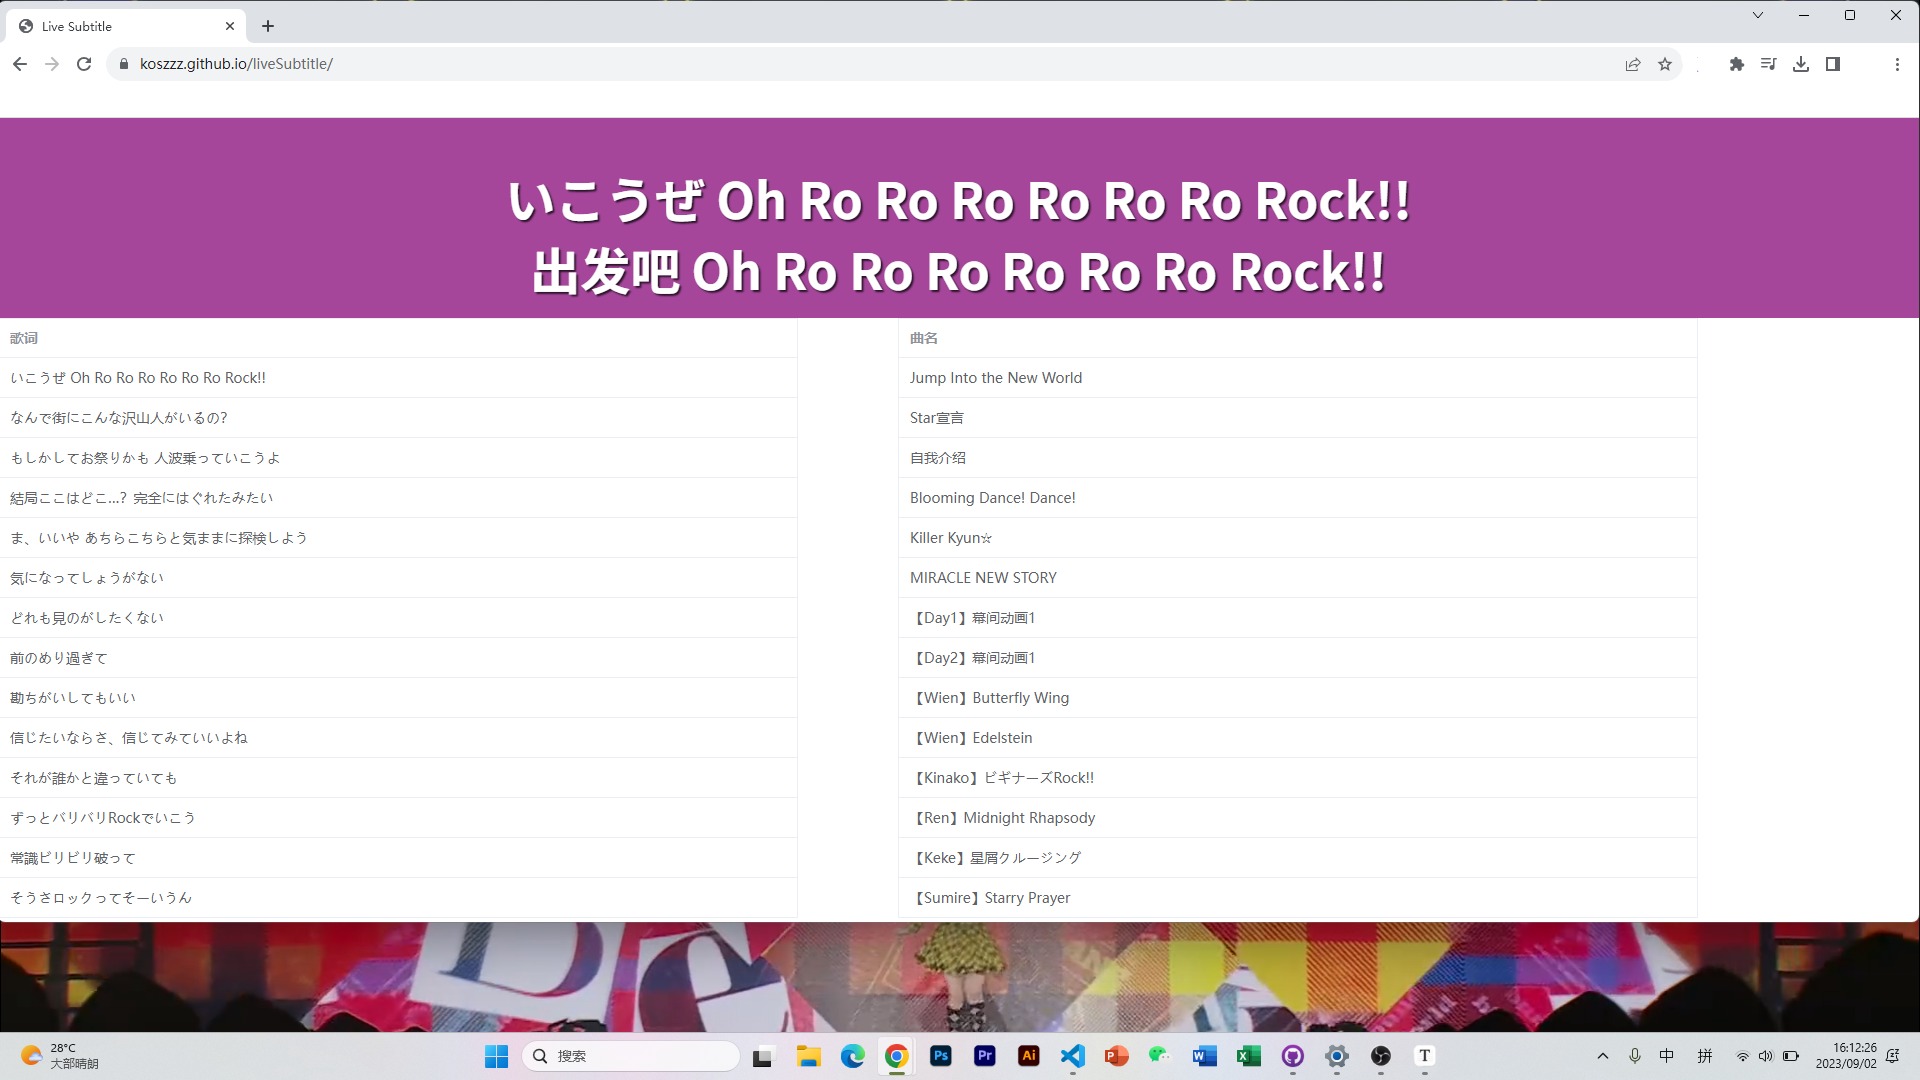 Live Subtitle
koszzz.github.io/liveSubtitle/
いこうぜ Oh Ro Ro Ro Ro Ro Ro Rock!!
出发吧 Oh Ro Ro Ro Ro Ro Ro Rock!!
歌词
いこうぜ Oh Ro Ro Ro Ro Ro Ro Rock!!
なんで街にこんな沢山人がいるの？
もしかしてお祭りかも 人波乗っていこうよ
結局ここはどこ…？ 完全にはぐれたみたい
ま、いいや あちらこちらと気ままに探検しよう
気になってしょうがない
どれも見のがしたくない
前のめり過ぎて
勘ちがいしてもいい
信じたいならさ、信じてみていいよね
それが誰かと違っていても
ずっとバリバリRockでいこう
常識ビリビリ破って
そうさロックってそーいうん
曲名
Jump Into the New World
Star宣言
自我介绍
Blooming Dance! Dance!
Killer Kyun☆
MIRACLE NEW STORY
【Day1】幕间动画1
【Day2】幕间动画1
【Wien】Butterfly Wing
【Wien】Edelstein
【Kinako】ビギナーズRock!!
【Ren】Midnight Rhapsody
【Keke】星屑クルージング
【Sumire】Starry Prayer
28°C
大部晴朗
搜索
Ps
Pr
Ai
P
W
X
T
中
拼
16:12:26
2023/09/02